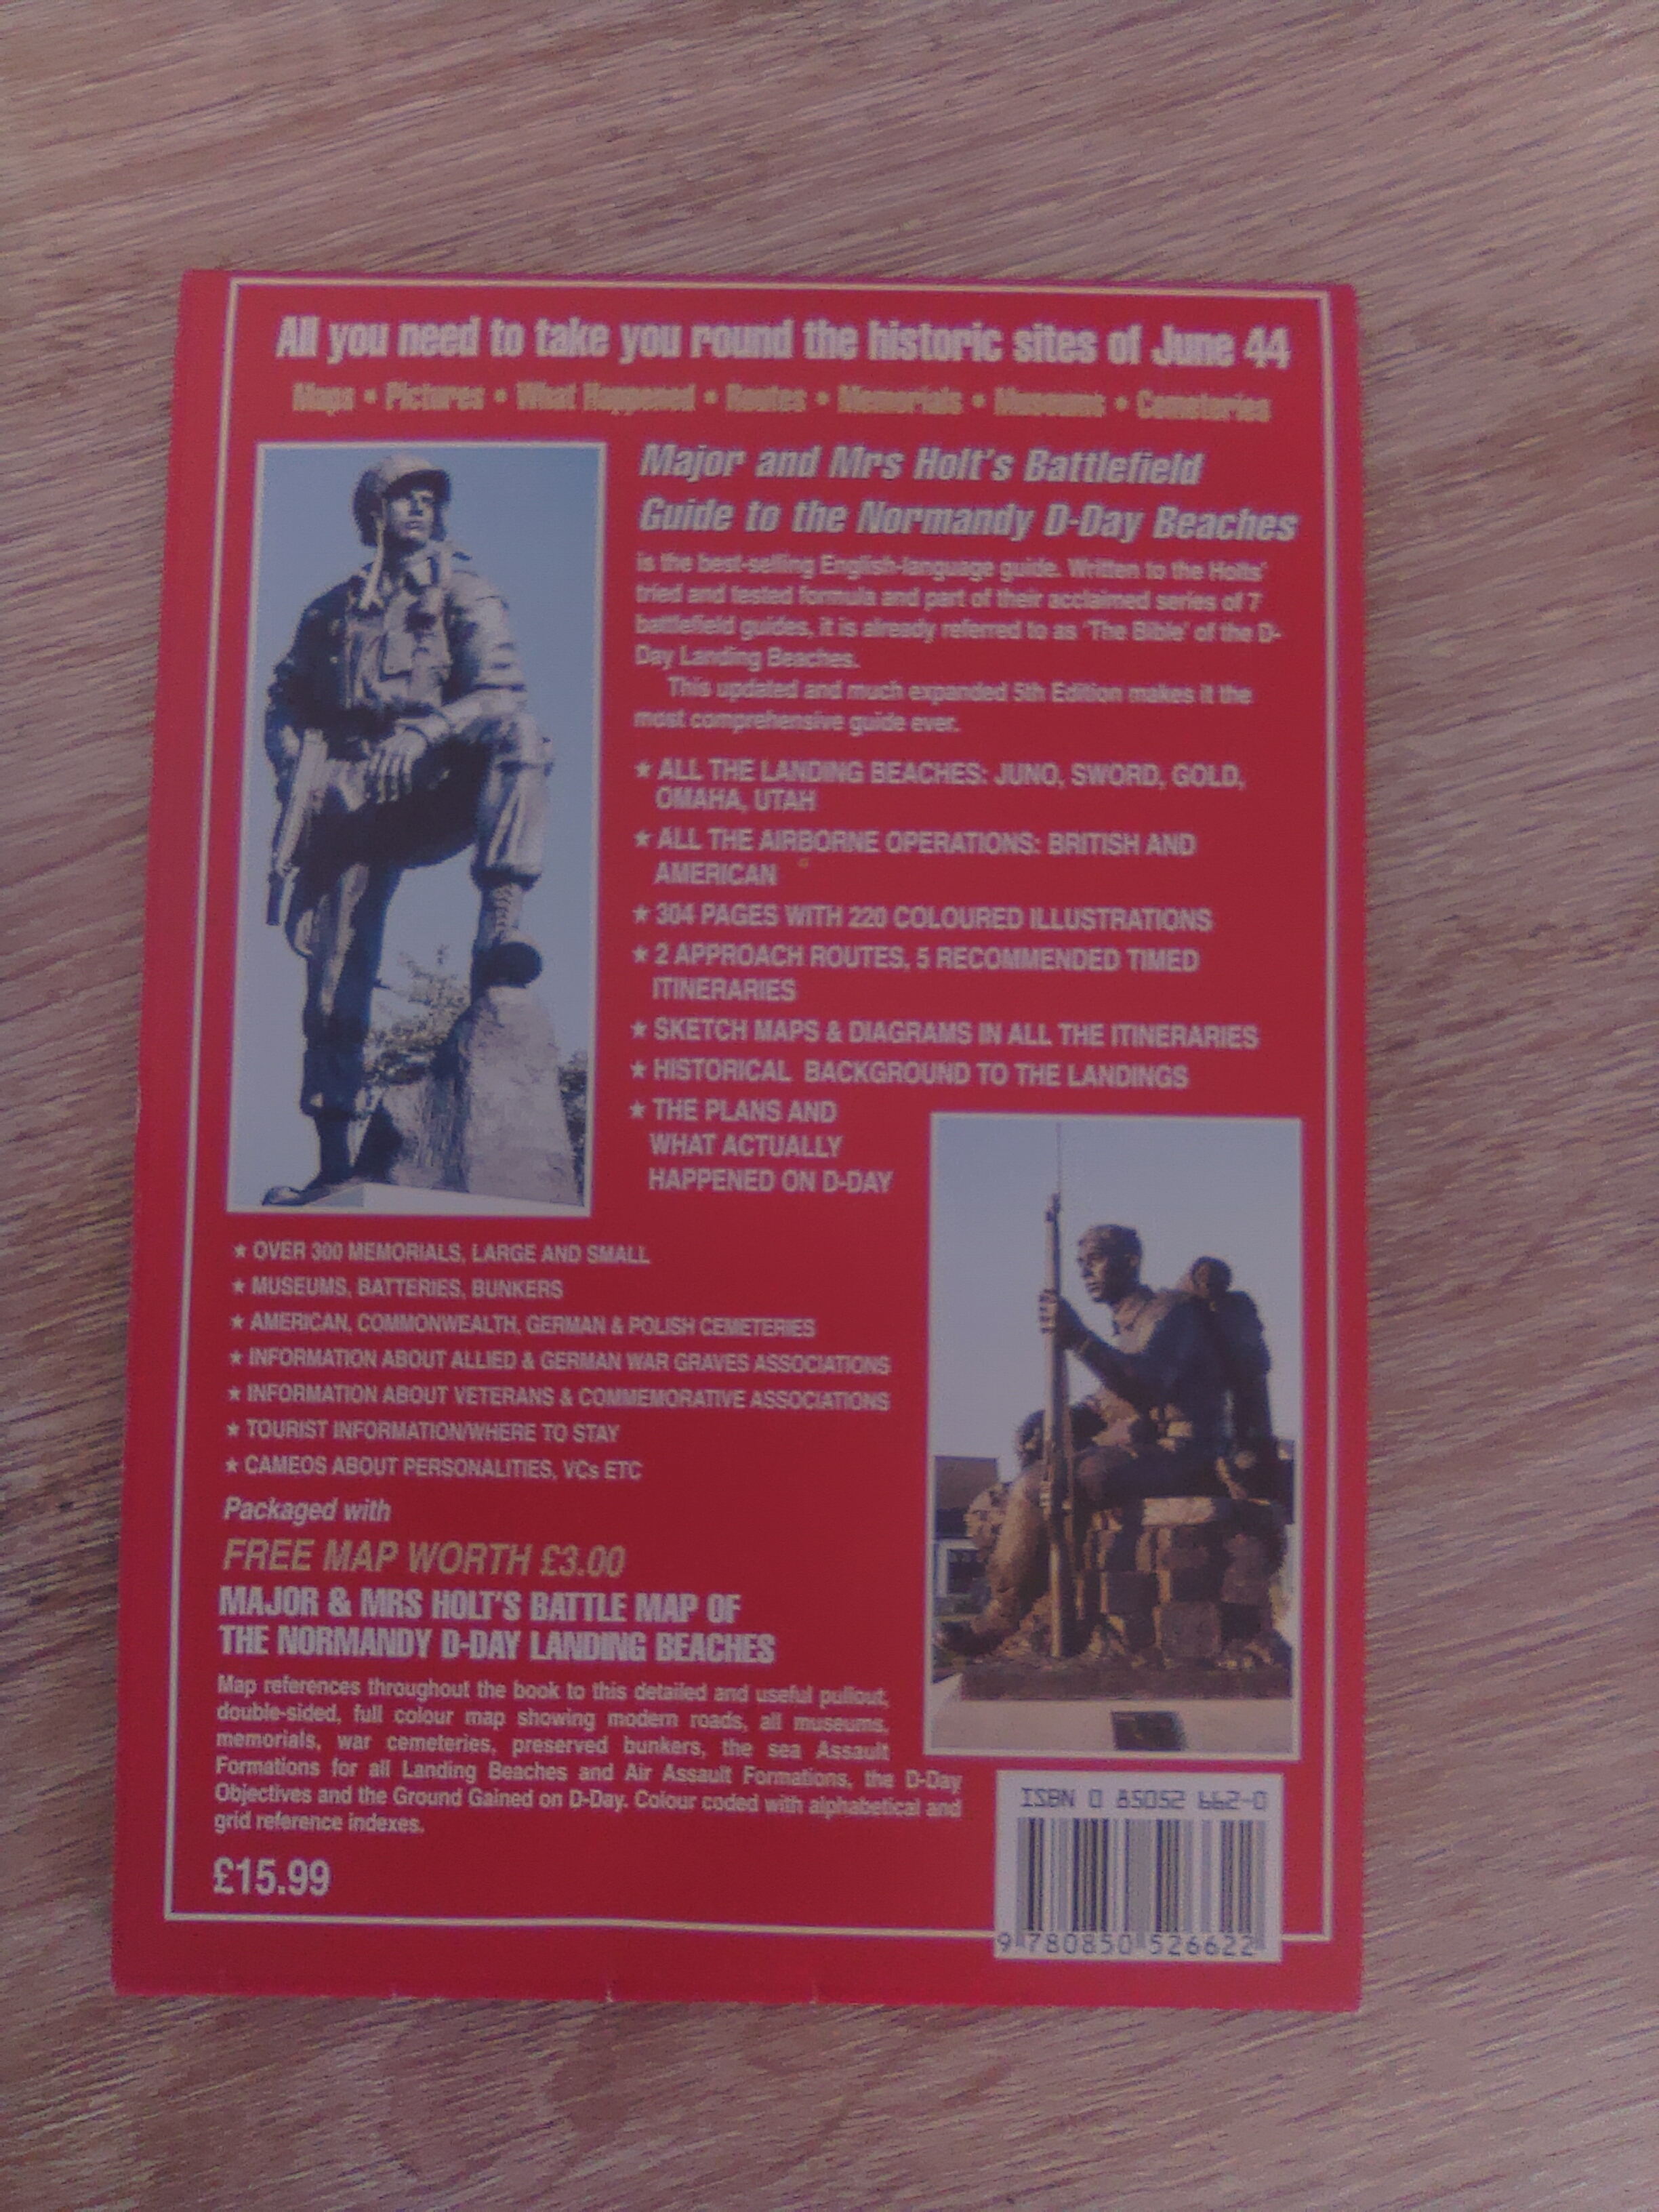 All you need to take you round the historic sites of June 44
Maps • Pictures • What Happened • Routes • Memorials • Museums • Cemeteries
Major and Mrs Holt's Battlefield
Guide to the Normandy D-Day Beaches
is the best-selling English-language guide. Written to the Holts'
tried and tested formula and part of their acclaimed series of 7
battlefield guides, it is already referred to as 'The Bible' of the D-
Day Landing Beaches.
This updated and much expanded 5th Edition makes it the
most comprehensive guide ever.
★ ALL THE LANDING BEACHES: JUNO, SWORD, GOLD,
OMAHA, UTAH
★ ALL THE AIRBORNE OPERATIONS: BRITISH AND
AMERICAN
★ 304 PAGES WITH 220 COLOURED ILLUSTRATIONS
★ 2 APPROACH ROUTES, 5 RECOMMENDED TIMED
ITINERARIES
★ SKETCH MAPS & DIAGRAMS IN ALL THE ITINERARIES
★ HISTORICAL BACKGROUND TO THE LANDINGS
★ THE PLANS AND
WHAT ACTUALLY
HAPPENED ON D-DAY
★ OVER 300 MEMORIALS, LARGE AND SMALL
★ MUSEUMS, BATTERIES, BUNKERS
★ AMERICAN, COMMONWEALTH, GERMAN & POLISH CEMETERIES
★ INFORMATION ABOUT ALLIED & GERMAN WAR GRAVES ASSOCIATIONS
★ INFORMATION ABOUT VETERANS & COMMEMORATIVE ASSOCIATIONS
★ TOURIST INFORMATION/WHERE TO STAY
★ CAMEOS ABOUT PERSONALITIES, VCs ETC
Packaged with
FREE MAP WORTH £3.00
MAJOR & MRS HOLT'S BATTLE MAP OF
THE NORMANDY D-DAY LANDING BEACHES
Map references throughout the book to this detailed and useful pullout,
double-sided, full colour map showing modern roads, all museums,
memorials, war cemeteries, preserved bunkers, the sea Assault
Formations for all Landing Beaches and Air Assault Formations, the D-Day
Objectives and the Ground Gained on D-Day. Colour coded with alphabetical and
grid reference indexes.
£15.99
ISBN 0 85052 662-0
9 780850 526622